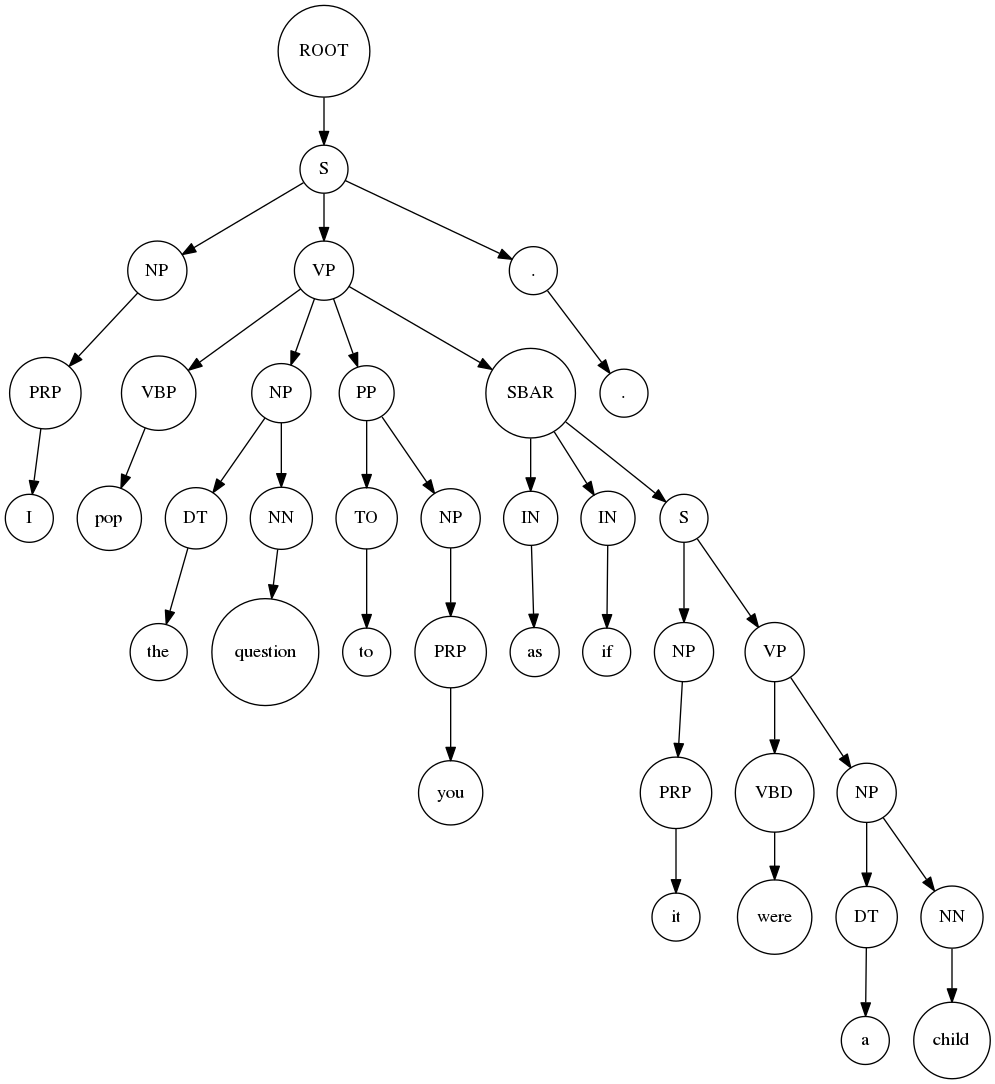 ROOT
S
NP VP .
PRP VBP NP PP SBAR .
I pop DT NN TO NP IN IN S
the question to PRP as if NP VP
you PRP VBD NP
it were DT NN
a child